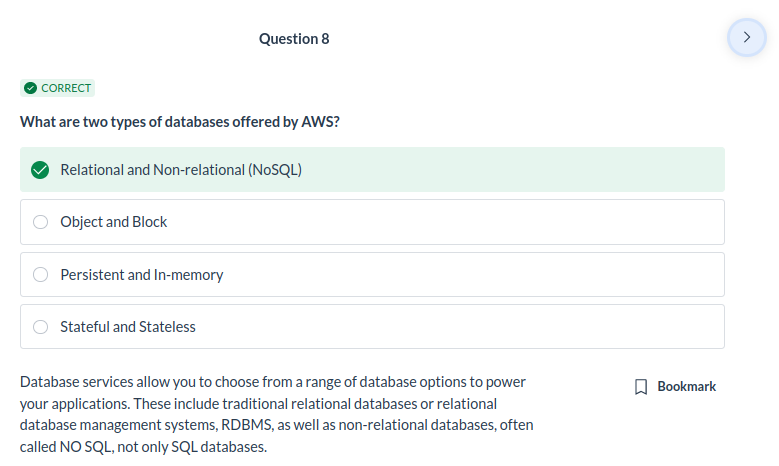 Question 8
CORRECT
What are two types of databases offered by AWS?
Relational and Non-relational (NoSQL)
Object and Block
Persistent and In-memory
Stateful and Stateless
Database services allow you to choose from a range of database options to power
your applications. These include traditional relational databases or relational
database management systems, RDBMS, as well as non-relational databases, often
called NO SQL, not only SQL databases.
Bookmark